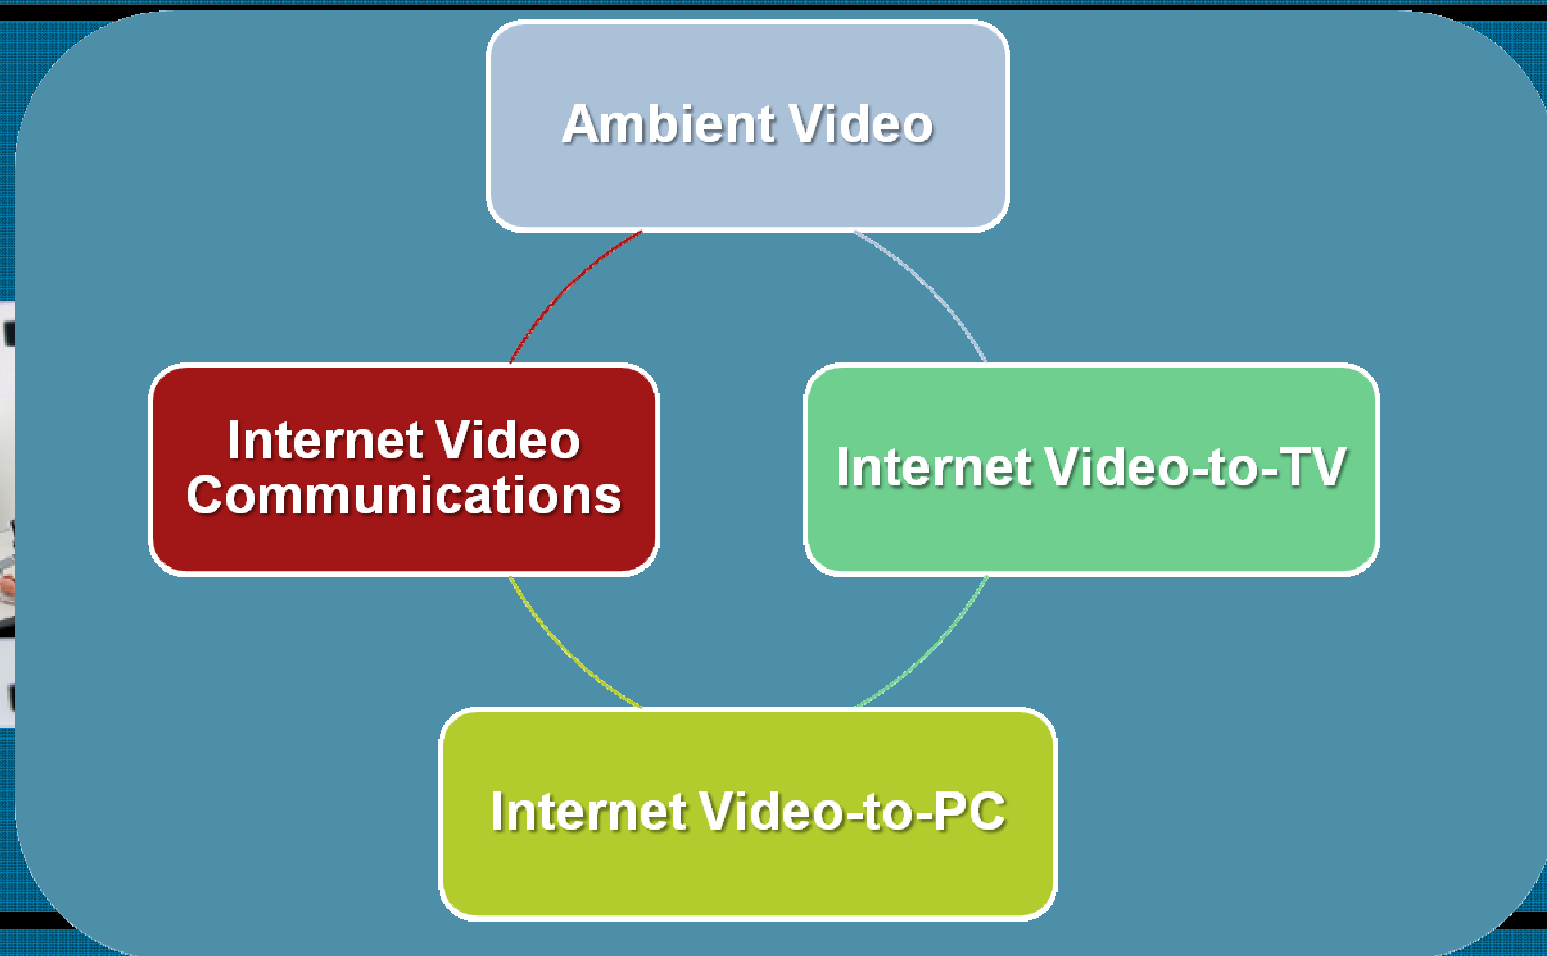 Ambient Video
Internet Video
Communications
Internet Video-to-TV
Internet Video-to-PC